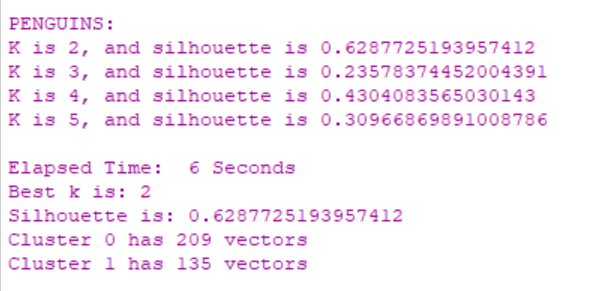 PENGUINS:
K is 2, and silhouette is 0.6287725193957412
K is 3, and silhouette is 0.23578374452004391
K is 4, and silhouette is 0.4304083565030143
K is 5, and silhouette is 0.30966869891008786
Elapsed Time:  6 Seconds
Best k is: 2
Silhouette is: 0.6287725193957412
Cluster 0 has 209 vectors
Cluster 1 has 135 vectors